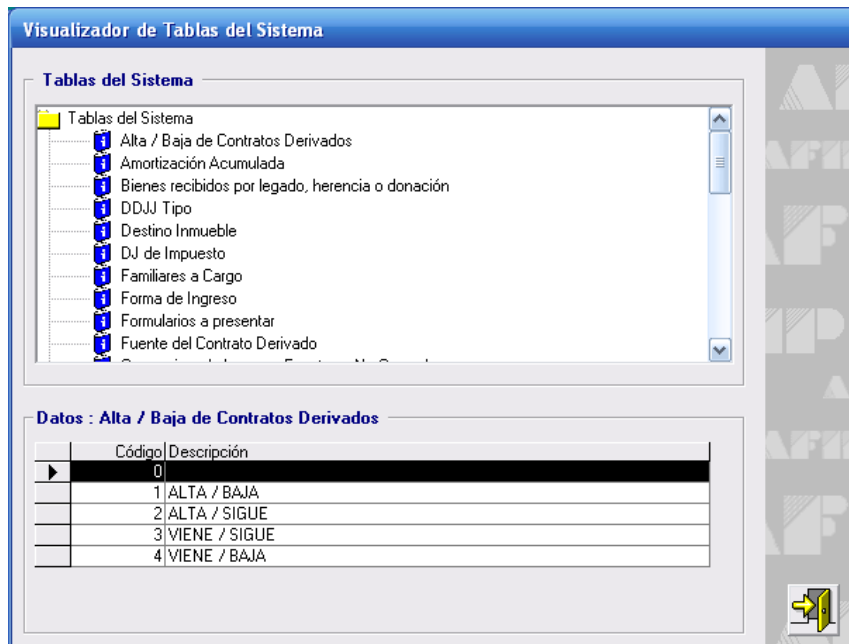 Visualizador de Tablas del Sistema
Tablas del Sistema
Tablas del Sistema
Alta / Baja de Contratos Derivados
Amortización Acumulada
Bienes recibidos por legado, herencia o donación
DDJJ Tipo
Destino Inmueble
DJ de Impuesto
Familiares a Cargo
Forma de Ingreso
Formularios a presentar
Fuente del Contrato Derivado
Datos : Alta / Baja de Contratos Derivados
Código Descripción
0
1 ALTA / BAJA
2 ALTA / SIGUE
3 VIENE / SIGUE
4 VIENE / BAJA